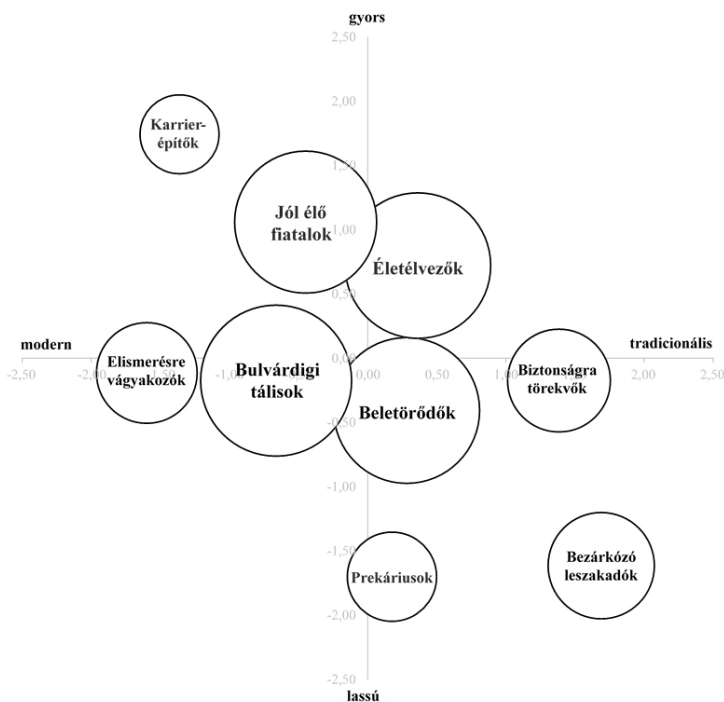 gyors
2,50
2,00
Karrier-
építők
1,50
Jól élő
fiatalok
1,00
Életélvezők
0,50
modern
tradicionális
0,00
-2,50
-2,00
-1,50
-1,00
0,00
0,50
1,00
2,00
2,50
Elismerésre
vágyakozók
Bulvárdigi
tálisok
Biztonságra
törekvők
Beletörődők
-0,50
-1,00
-1,50
Bezárkózó
leszakadók
Prekáriusok
-2,00
-2,50
lassú